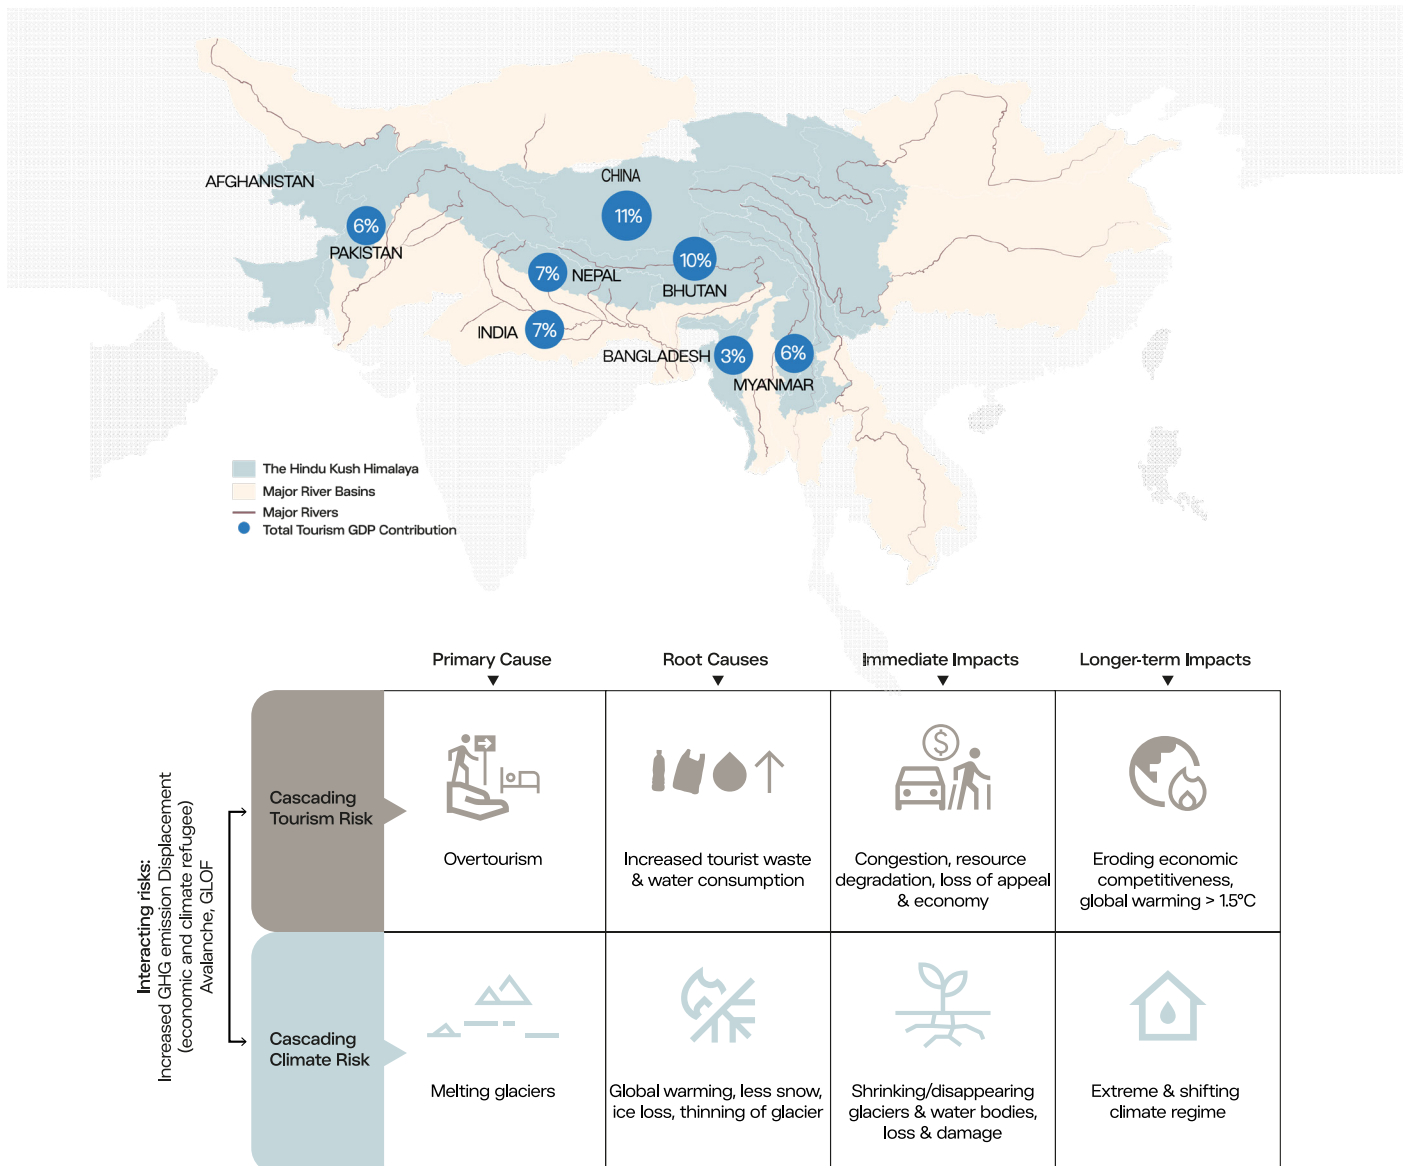 AFGHANISTAN
CHINA
11%
6%
PAKISTAN
7%
NEPAL
10%
BHUTAN
INDIA
7%
BANGLADESH
3%
6%
MYANMAR
The Hindu Kush Himalaya
Major River Basins
Major Rivers
Total Tourism GDP Contribution
Primary Cause
Root Causes
Immediate Impacts
Longer-term Impacts
Interacting risks:
Increased GHG emission Displacement
(economic and climate refugee)
Avalanche, GLOF
Cascading
Tourism Risk
$
Overtourism
Increased tourist waste
& water consumption
Congestion, resource
degradation, loss of appeal
& economy
Eroding economic
competitiveness,
global warming > 1.5°C
Cascading
Climate Risk
Melting glaciers
Global warming, less snow,
ice loss, thinning of glacier
Shrinking/disappearing
glaciers & water bodies,
loss & damage
Extreme & shifting
climate regime